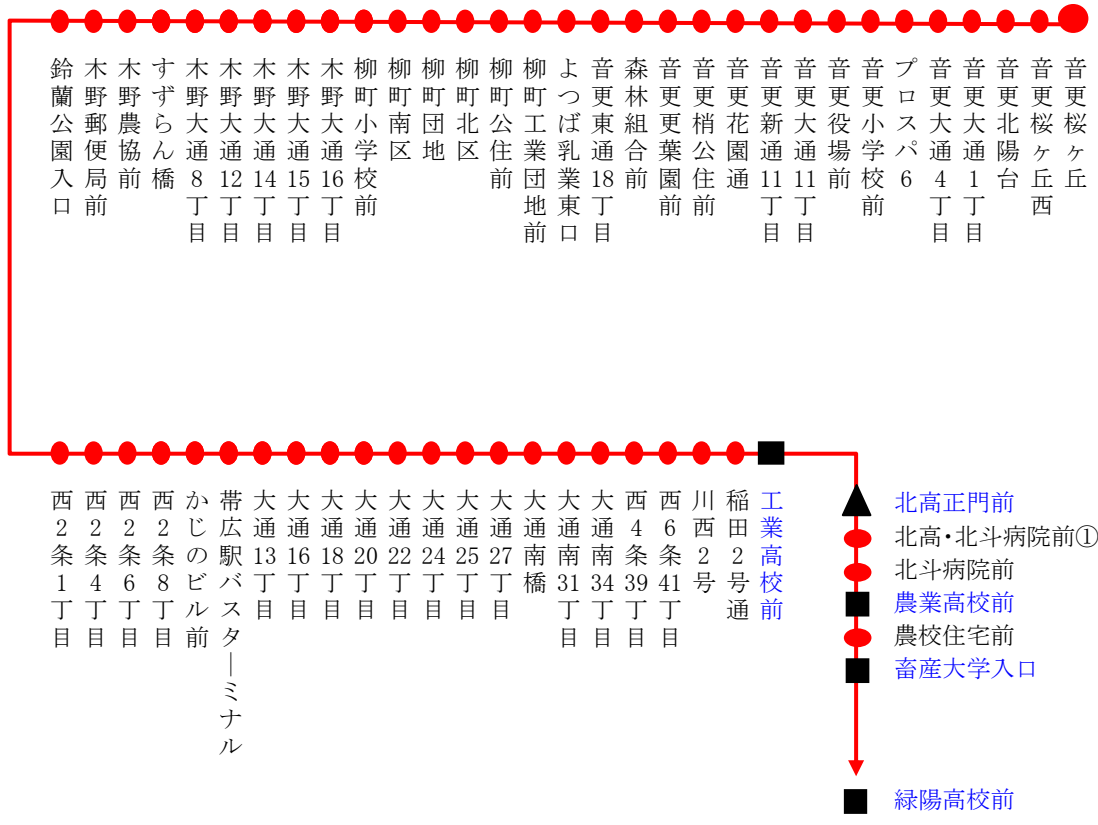 鈴蘭公園入口
木野郵便局前
木野農協前
すずらん橋
木野大通8丁目
木野大通12丁目
木野大通14丁目
木野大通15丁目
木野大通16丁目
柳町小学校前
柳町南区
柳町団地
柳町北区
柳町公住前
柳町工業団地前
よつば乳業東口
音更東通18丁目
森林組合前
音更更葉園前
音更梢公住前
音更花園通
音更新通11丁目
音更大通11丁目
音更役場前
音更小学校前
プロスパ6
音更大通4丁目
音更大通1丁目
音更北陽台
音更桜ヶ丘西
音更桜ヶ丘
西2条1丁目
西2条4丁目
西2条6丁目
西2条8丁目
かじのビル前
帯広駅バスターミナル
大通13丁目
大通16丁目
大通18丁目
大通20丁目
大通22丁目
大通24丁目
大通25丁目
大通27丁目
大通南橋
大通南31丁目
大通南34丁目
西4条39丁目
西6条41丁目
川西2号
稲田2号通
工業高校前
北高正門前
北高・北斗病院前①
北斗病院前
農業高校前
農校住宅前
畜産大学入口
緑陽高校前